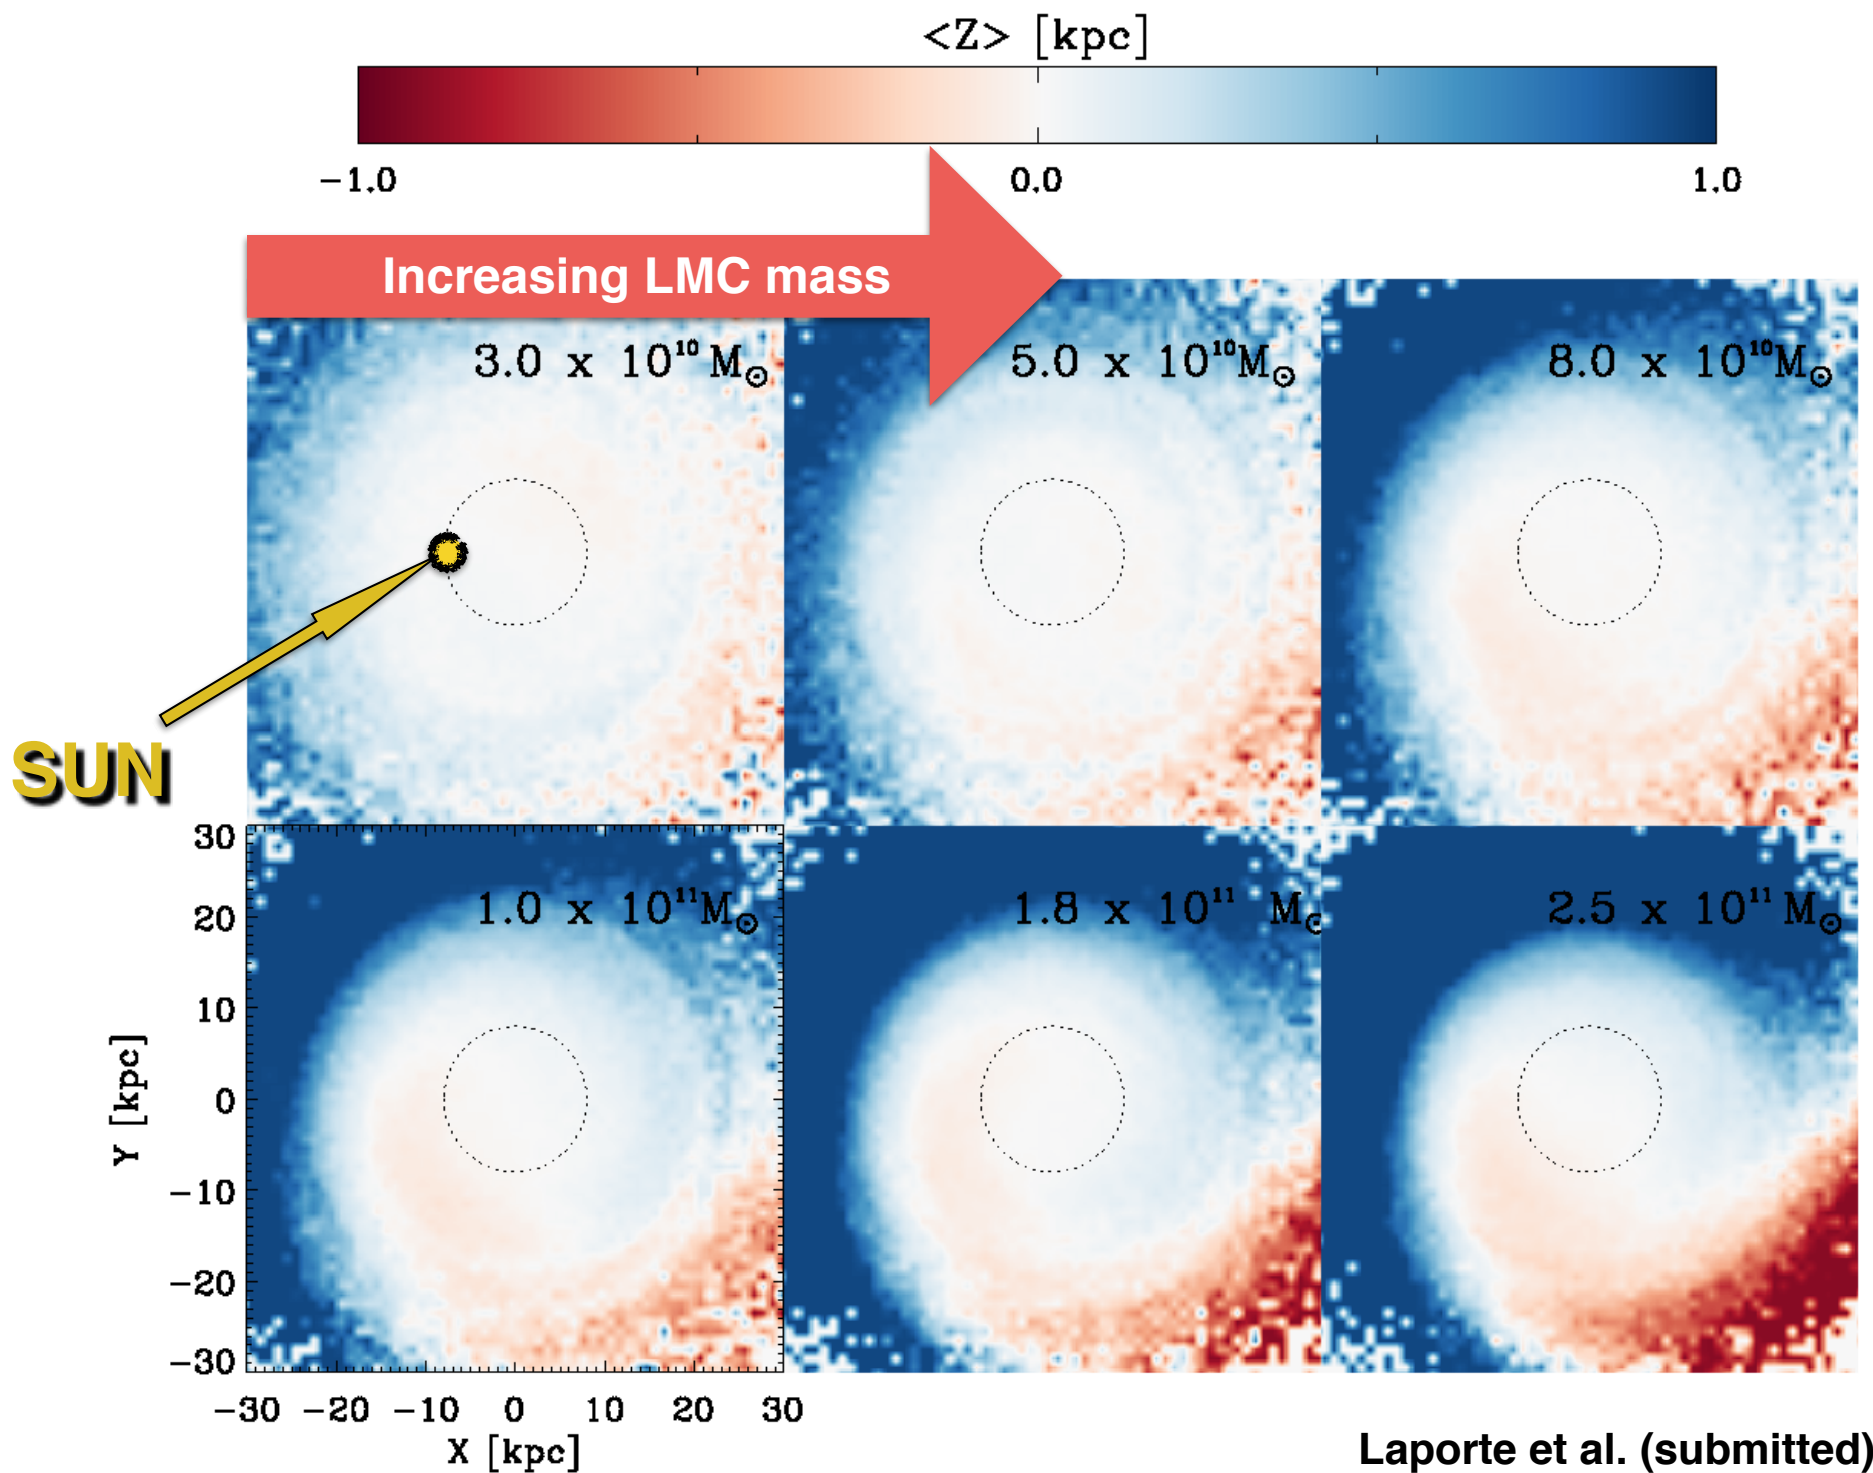 <Z> [kpc]
−1.0 0.0 1.0
Increasing LMC mass
3.0 x 10¹⁰ M⊙ 5.0 x 10¹⁰M⊙ 8.0 x 10¹⁰M⊙
SUN
1.0 x 10¹¹M⊙ 1.8 x 10¹¹ M⊙ 2.5 x 10¹¹ M⊙
30
20
10
0
−10
−20
−30
Y [kpc]
−30 −20 −10 0 10 20 30
X [kpc]
Laporte et al. (submitted)